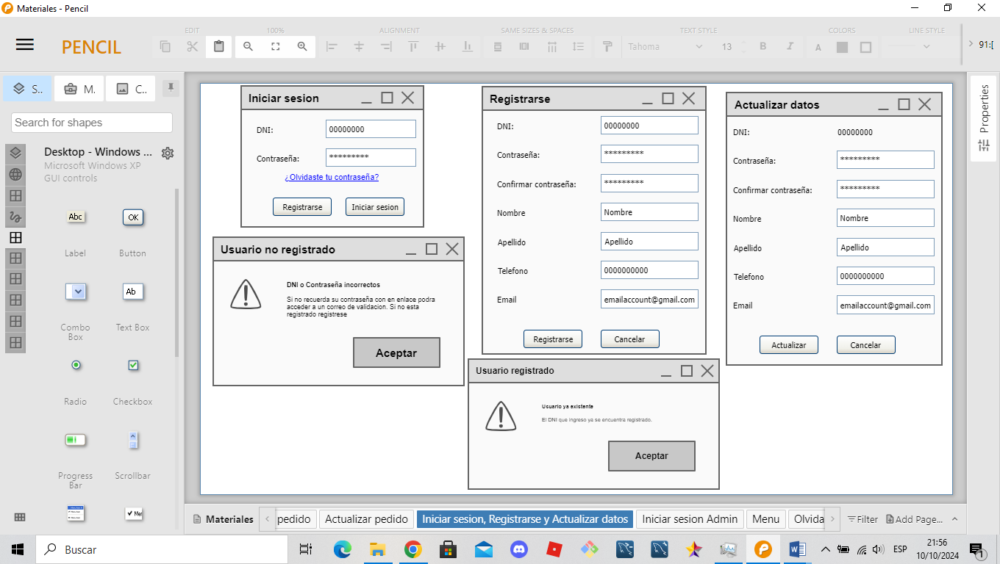 Materiales - Pencil
PENCIL
EDIT
100%
ALIGNMENT
SAME SIZES & SPACES
TEXT STYLE
COLORS
LINE STYLE
Tahoma
13
B
I
A
91:[
S..
M.
C..
Search for shapes
Desktop - Windows ...
Microsoft Windows XP
GUI controls
Abc
OK
Label
Button
Ab
Combo
Box
Text Box
Radio
Checkbox
Progress
Bar
Scrollbar
Iniciar sesion
DNI:
00000000
Contraseña:
*********
¿Olvidaste tu contraseña?
Registrarse
Iniciar sesion
Usuario no registrado
DNI o Contraseña incorrectos
Si no recuerda su contraseña con en enlace podra
acceder a un correo de validacion. Si no esta
registrado registrese
Aceptar
Registrarse
DNI:
00000000
Contraseña:
*********
Confirmar contraseña:
*********
Nombre
Nombre
Apellido
Apellido
Telefono
0000000000
Email
emailaccount@gmail.com
Registrarse
Cancelar
Usuario registrado
Usuario ya existente
El DNI que ingreso ya se encuentra registrado.
Aceptar
Actualizar datos
DNI:
00000000
Contraseña:
*********
Confirmar contraseña:
*********
Nombre
Nombre
Apellido
Apellido
Telefono
0000000000
Email
emailaccount@gmail.com
Actualizar
Cancelar
Properties
Materiales
pedido
Actualizar pedido
Iniciar sesion, Registrarse y Actualizar datos
Iniciar sesion Admin
Menu
Olvida
Filter
Add Page...
Buscar
ESP
21:56
10/10/2024
1